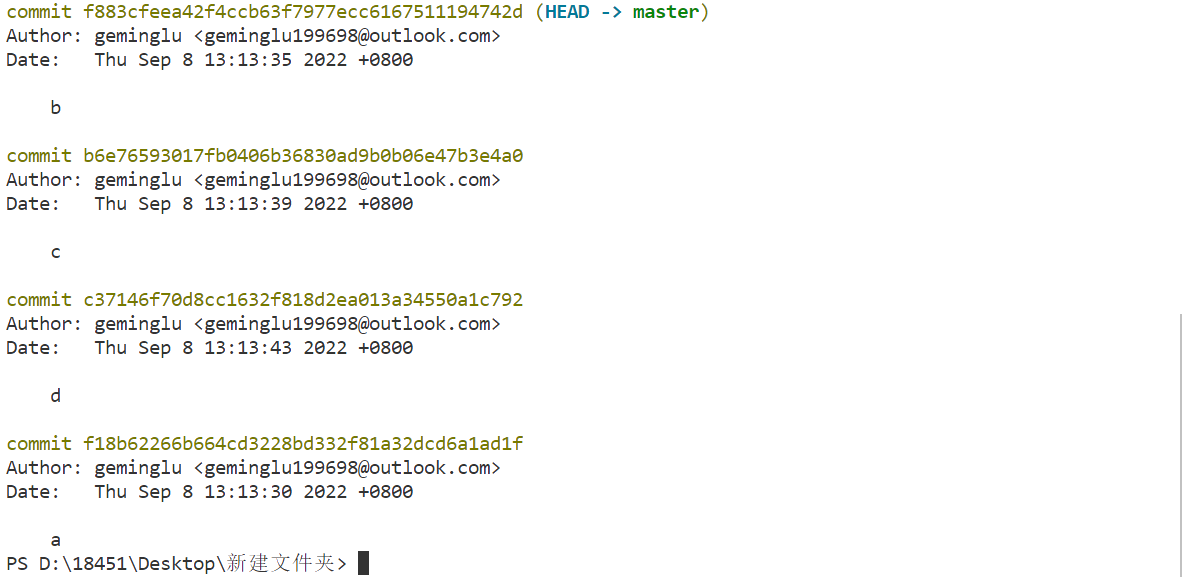 commit f883cfeea42f4ccb63f7977ecc6167511194742d (HEAD -> master)
Author: geminglu <geminglu199698@outlook.com>
Date:   Thu Sep 8 13:13:35 2022 +0800
b
commit b6e76593017fb0406b36830ad9b0b06e47b3e4a0
Author: geminglu <geminglu199698@outlook.com>
Date:   Thu Sep 8 13:13:39 2022 +0800
c
commit c37146f70d8cc1632f818d2ea013a34550a1c792
Author: geminglu <geminglu199698@outlook.com>
Date:   Thu Sep 8 13:13:43 2022 +0800
d
commit f18b62266b664cd3228bd332f81a32dcd6a1ad1f
Author: geminglu <geminglu199698@outlook.com>
Date:   Thu Sep 8 13:13:30 2022 +0800
a
PS D:\18451\Desktop\新建文件夹>